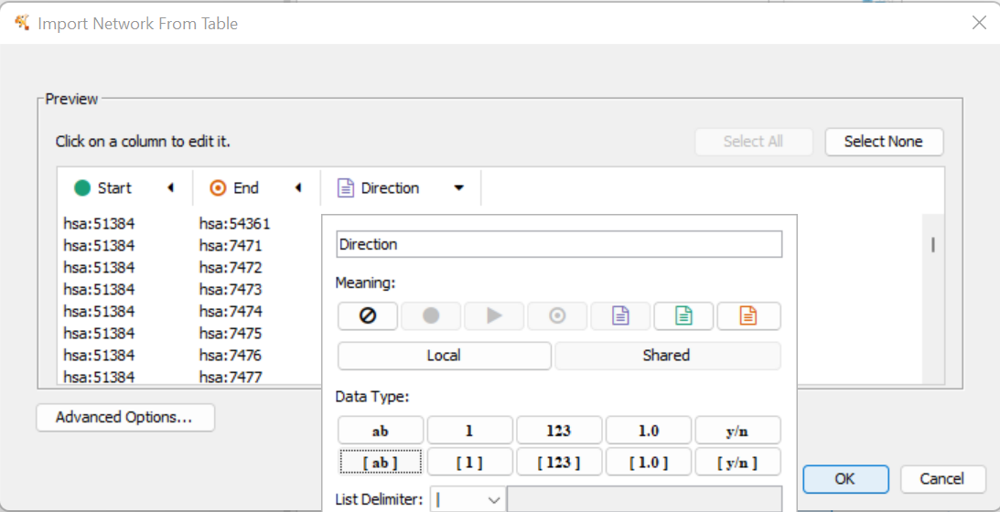 Import Network From Table
Preview
Click on a column to edit it.
Select All
Select None
Start
End
Direction
hsa:51384 hsa:54361
hsa:51384 hsa:7471
hsa:51384 hsa:7472
hsa:51384 hsa:7473
hsa:51384 hsa:7474
hsa:51384 hsa:7475
hsa:51384 hsa:7476
hsa:51384 hsa:7477
Direction
Meaning:
Local
Shared
Data Type:
ab 1 123 1.0 y/n
[ ab ] [ 1 ] [ 123 ] [ 1.0 ] [ y/n ]
List Delimiter: |
Advanced Options...
OK
Cancel